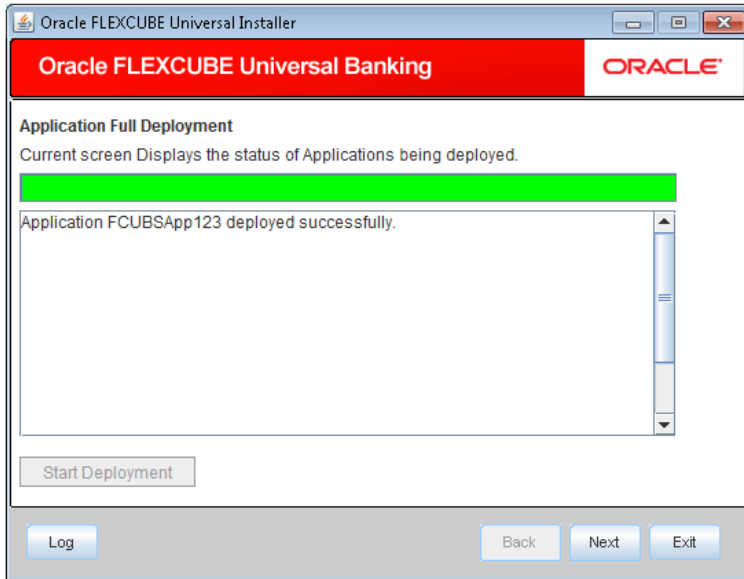 Oracle FLEXCUBE Universal Installer
Oracle FLEXCUBE Universal Banking
ORACLE
Application Full Deployment
Current screen Displays the status of Applications being deployed.
Application FCUBSApp123 deployed successfully.
Start Deployment
Log
Back
Next
Exit